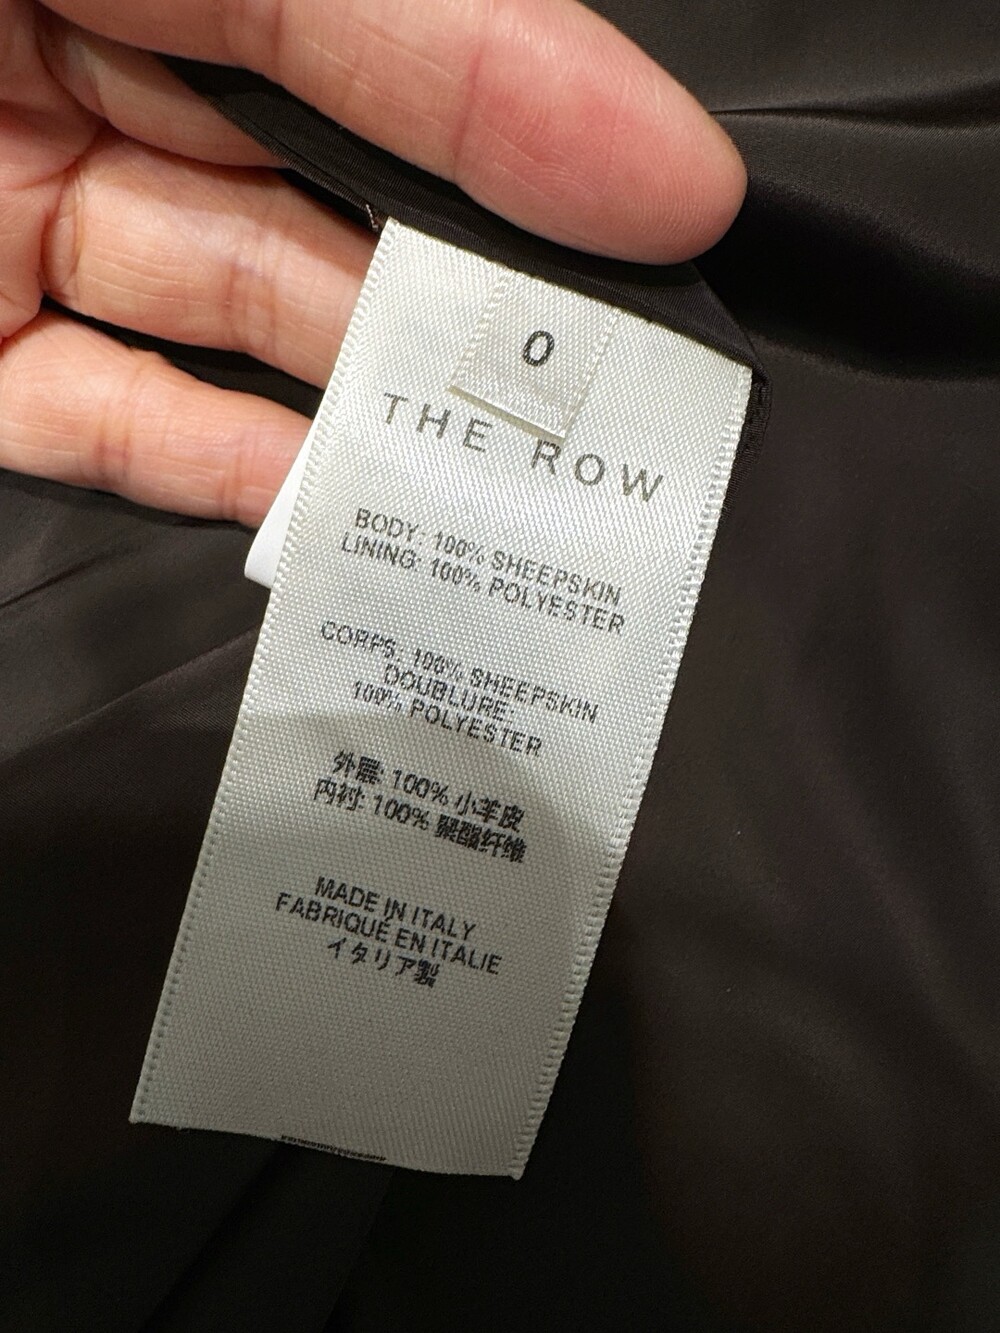 0
THE ROW
BODY: 100% SHEEPSKIN
LINING: 100% POLYESTER
CORPS: 100% SHEEPSKIN
DOUBLURE:
100% POLYESTER
外层: 100% 小羊皮
内衬: 100% 聚酯纤维
MADE IN ITALY
FABRIQUÉ EN ITALIE
イタリア製